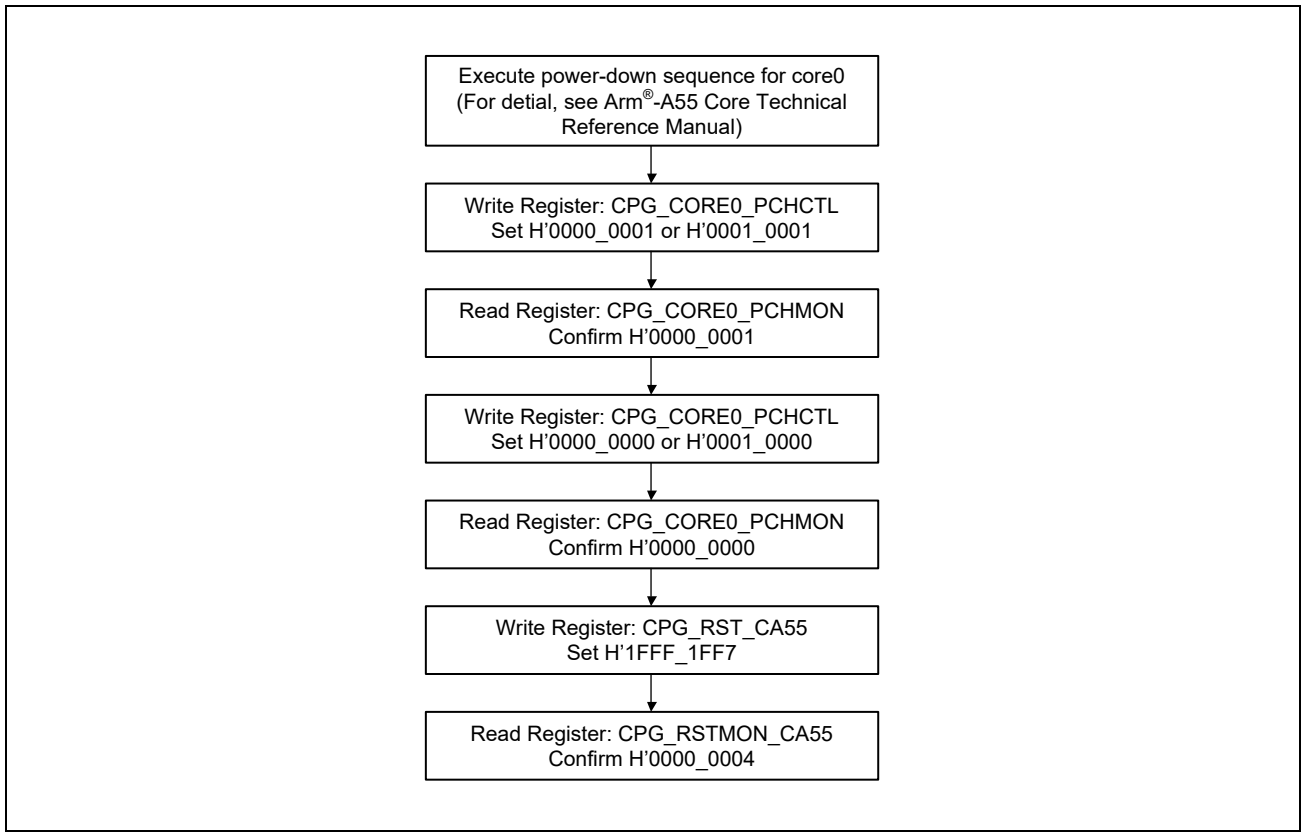 Execute power-down sequence for core0
(For detial, see Arm®-A55 Core Technical
Reference Manual)
Write Register: CPG_CORE0_PCHCTL
Set H’0000_0001 or H’0001_0001
Read Register: CPG_CORE0_PCHMON
Confirm H’0000_0001
Write Register: CPG_CORE0_PCHCTL
Set H’0000_0000 or H’0001_0000
Read Register: CPG_CORE0_PCHMON
Confirm H’0000_0000
Write Register: CPG_RST_CA55
Set H’1FFF_1FF7
Read Register: CPG_RSTMON_CA55
Confirm H’0000_0004